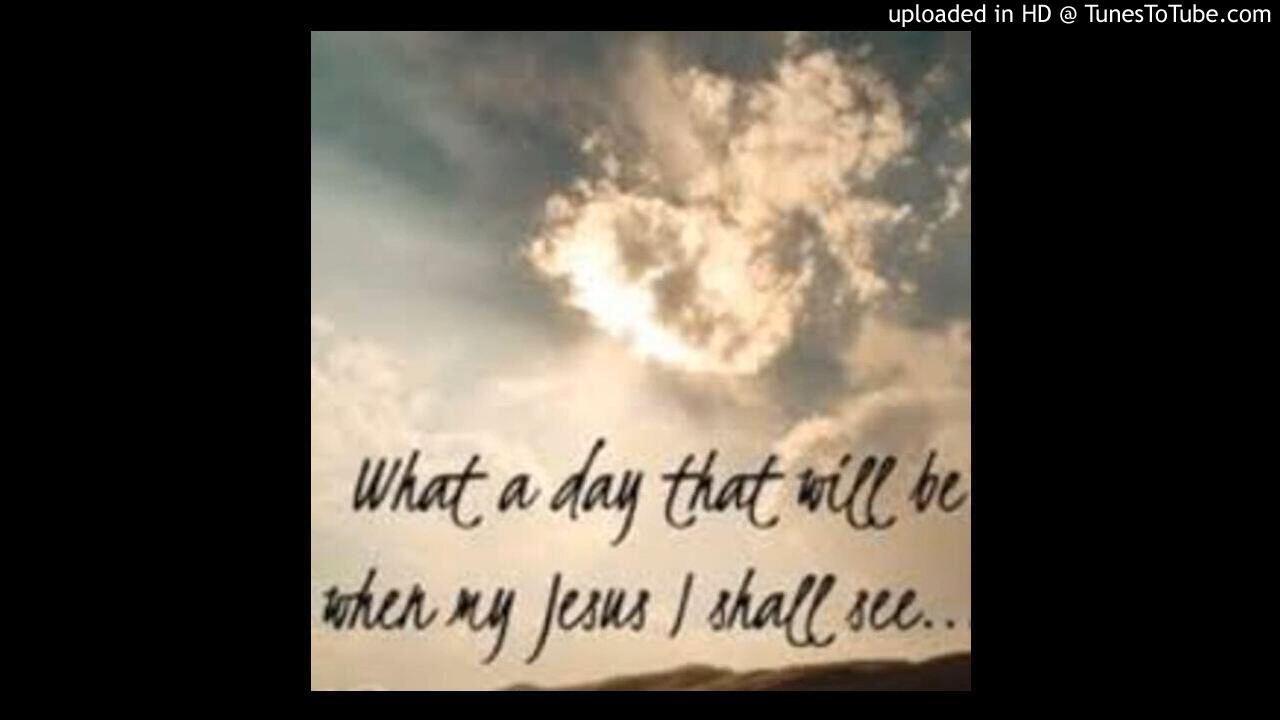 uploaded in HD @ TunesToTube.com
What a day that will be
when my Jesus I shall see...